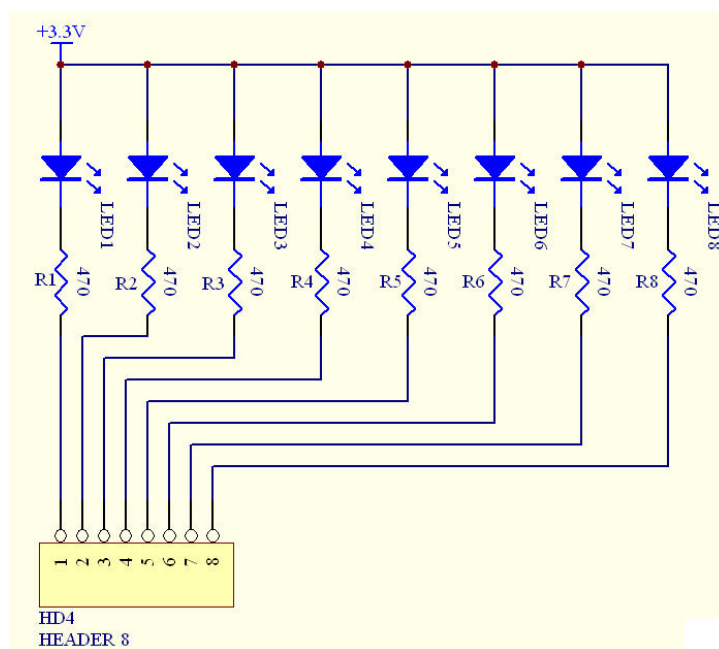 +3.3V
LED1
LED2
LED3
LED4
LED5
LED6
LED7
LED8
R1 470
R2 470
R3 470
R4 470
R5 470
R6 470
R7 470
R8 470
1 2 3 4 5 6 7 8
HD4
HEADER 8